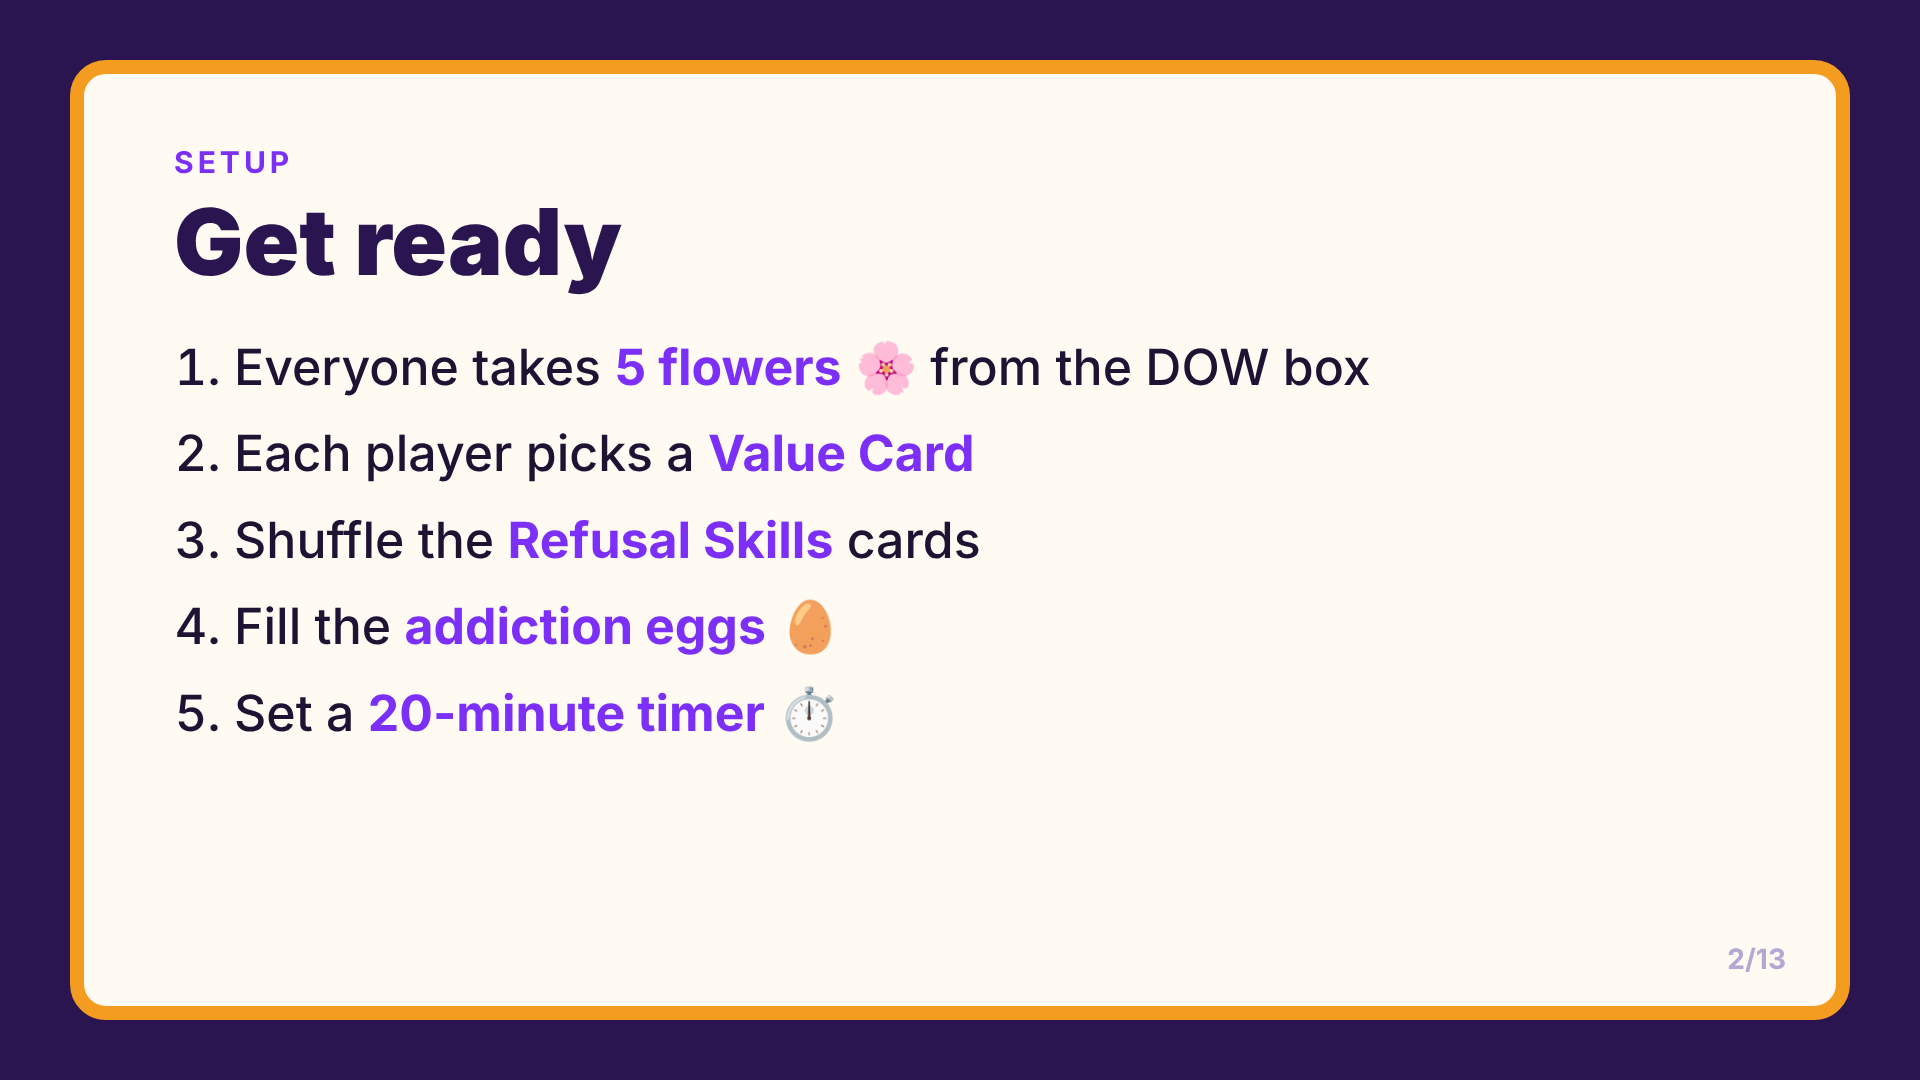 SETUP
Get ready
1. Everyone takes 5 flowers 🌸 from the DOW box
2. Each player picks a Value Card
3. Shuffle the Refusal Skills cards
4. Fill the addiction eggs 🥚
5. Set a 20-minute timer ⏱️
2/13